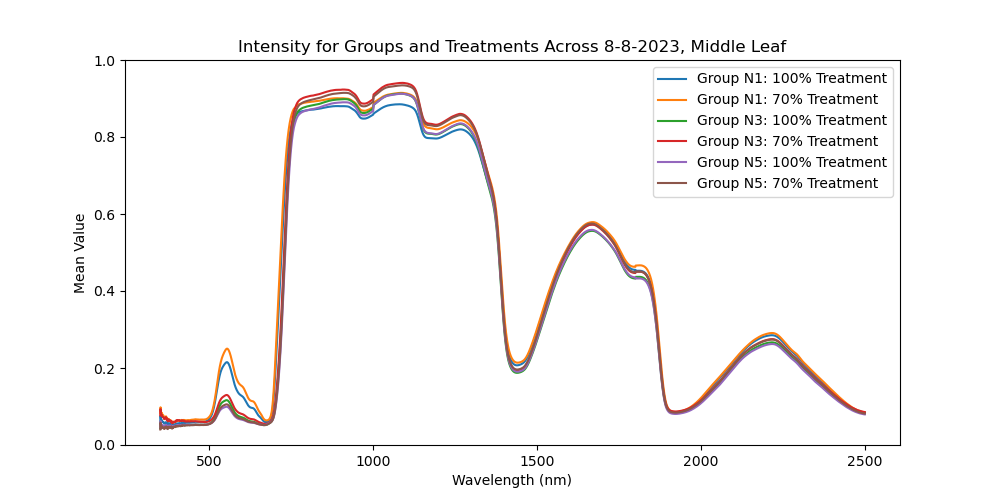 Intensity for Groups and Treatments Across 8-8-2023, Middle Leaf
1.0
0.8
0.6
0.4
0.2
0.0
Mean Value
Group N1: 100% Treatment
Group N1: 70% Treatment
Group N3: 100% Treatment
Group N3: 70% Treatment
Group N5: 100% Treatment
Group N5: 70% Treatment
500 1000 1500 2000 2500
Wavelength (nm)